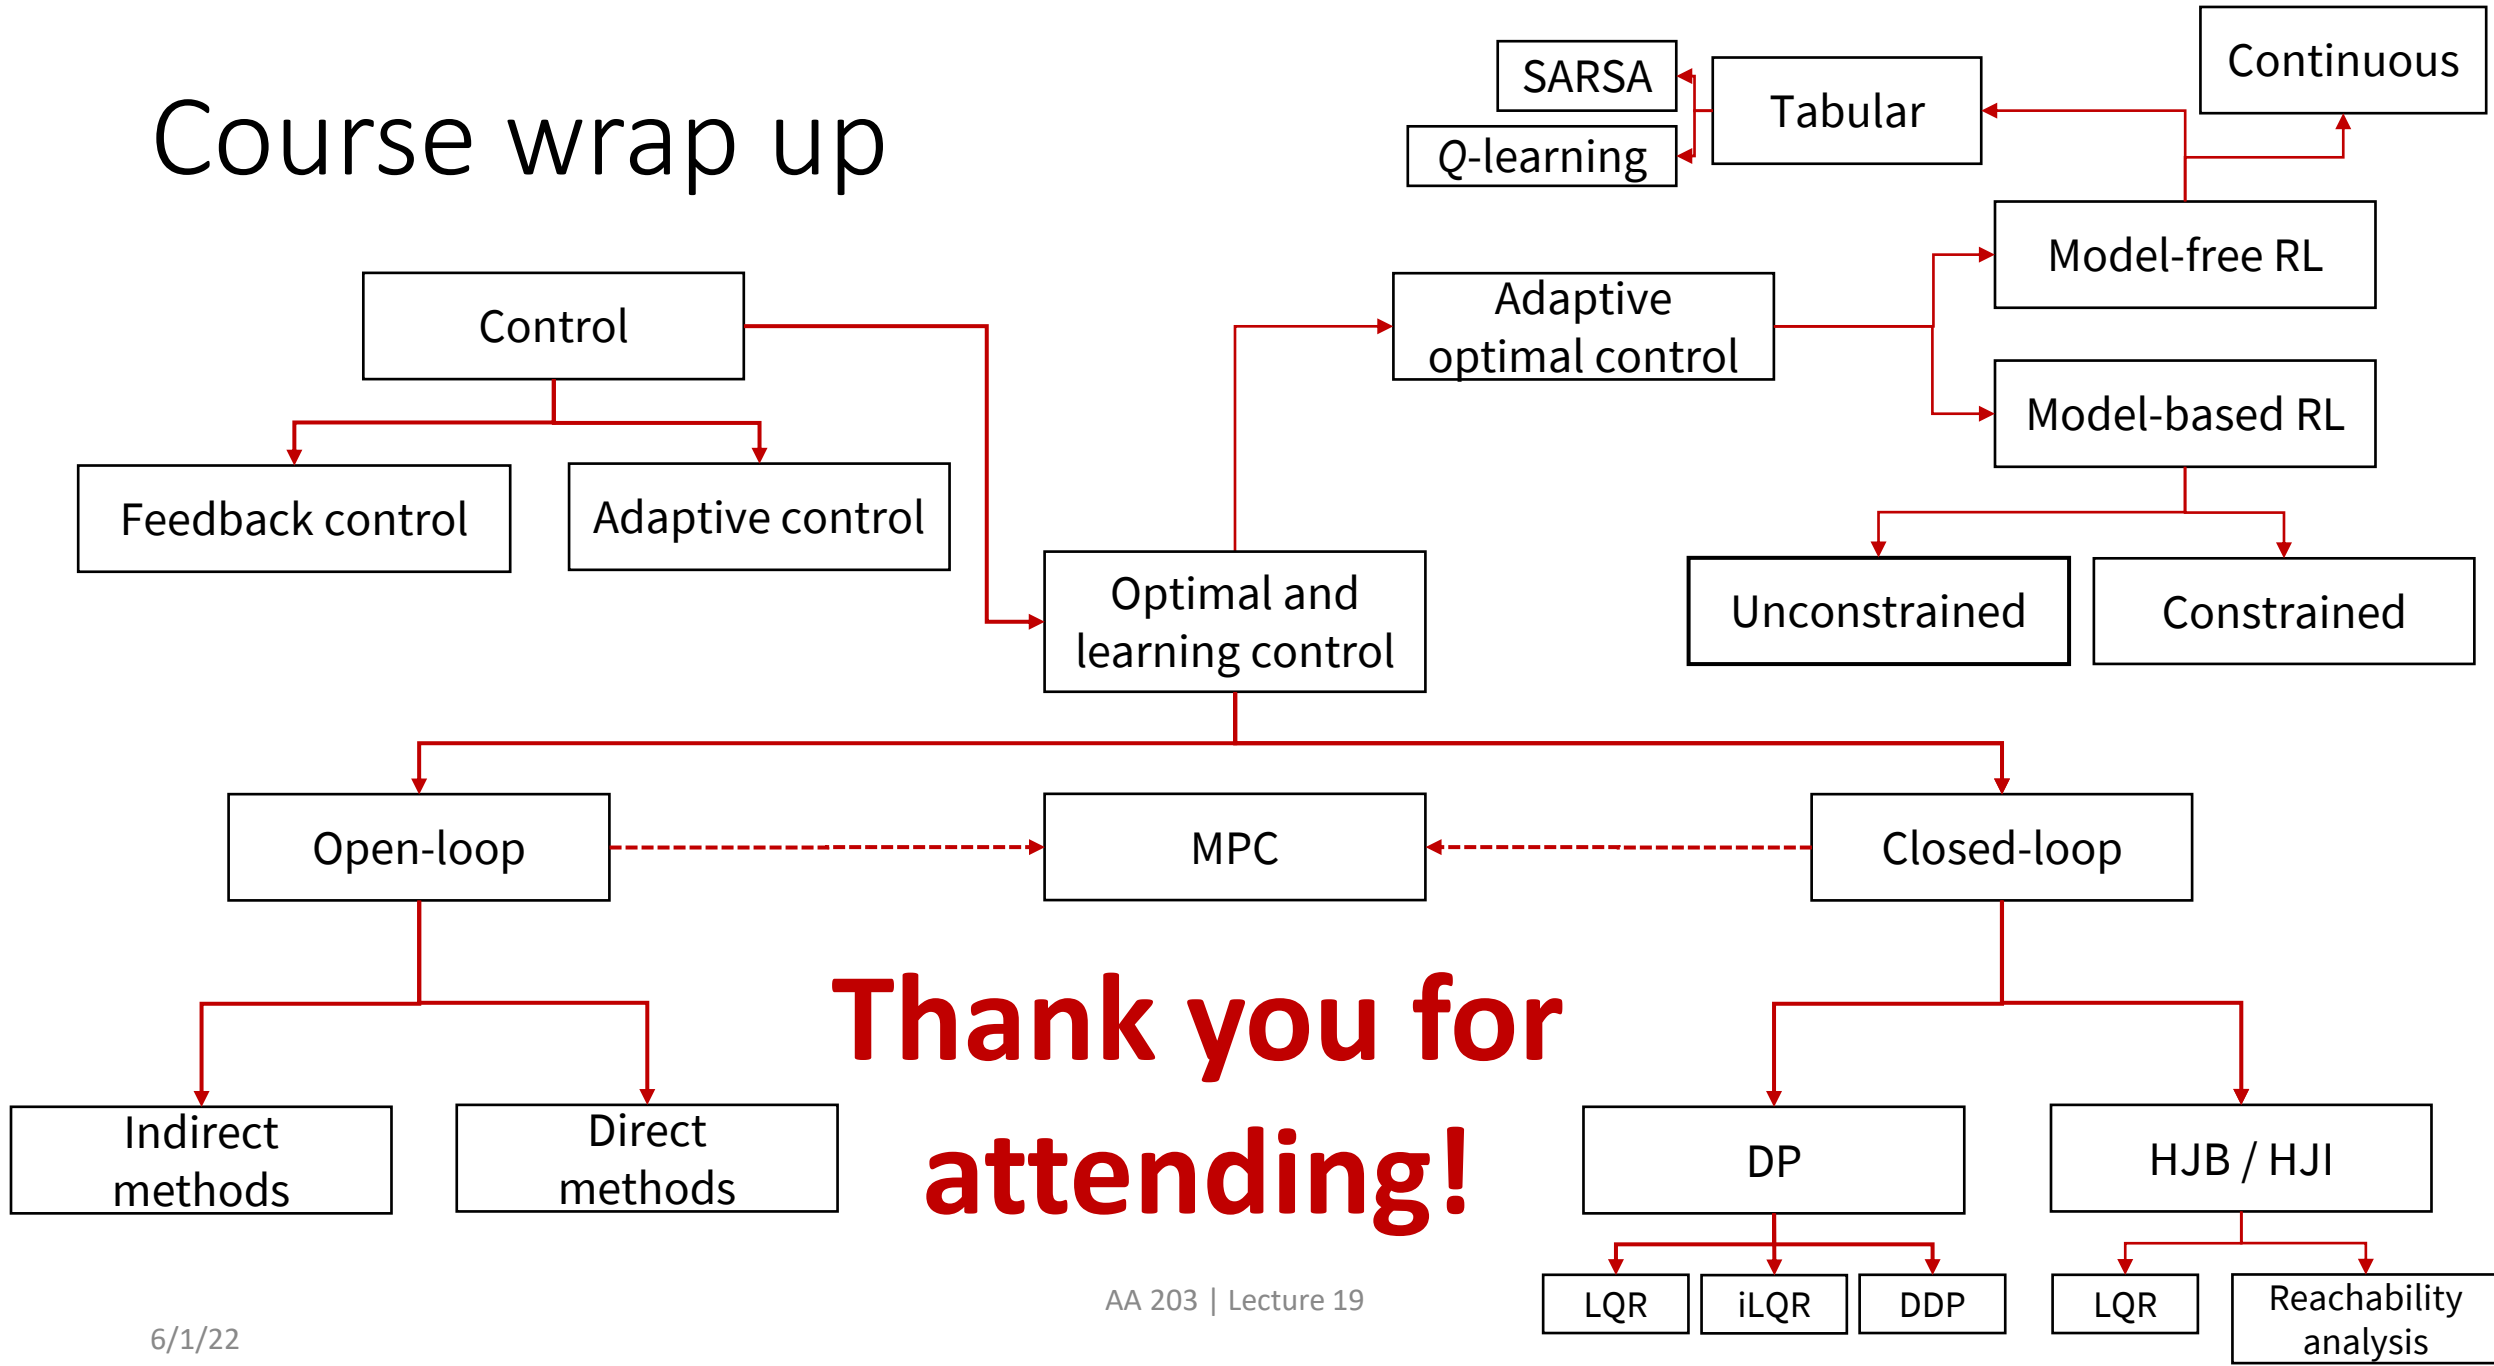 Course wrap up
SARSA
Q-learning
Tabular
Continuous
Model-free RL
Control
Adaptive
optimal control
Model-based RL
Feedback control
Adaptive control
Optimal and
learning control
Unconstrained
Constrained
Open-loop
MPC
Closed-loop
Thank you for
attending!
Indirect
methods
Direct
methods
DP
HJB / HJI
LQR
iLQR
DDP
LQR
Reachability
analysis
AA 203 | Lecture 19
6/1/22